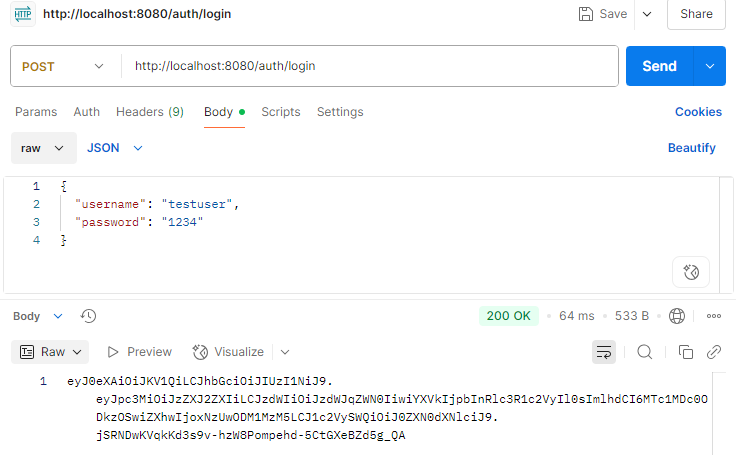 HTTP http://localhost:8080/auth/login Save Share
POST http://localhost:8080/auth/login Send
Params Auth Headers (9) Body Scripts Settings Cookies
raw JSON Beautify
1 {
2 "username": "testuser",
3 "password": "1234"
4 }
Body 200 OK • 64 ms • 533 B
Raw Preview Visualize
1 eyJ0eXAiOiJKV1QiLCJhbGciOiJIUzI1NiJ9.
eyJpc3MiOiJzZXJ2ZXIiLCJzdWIiOiJzdWJqZWN0IiwiYXVkIjpbInRlc3R1c2VyIl0sImlhdCI6MTc1MDc0O
DkzOSwiZXhwIjoxNzUwODM1MzM5LCJ1c2VySWQiOiJ0ZXN0dXNlciJ9.
jSRNDwKVqkKd3s9v-hzW8Pompehd-5CtGXeBZd5g_QA